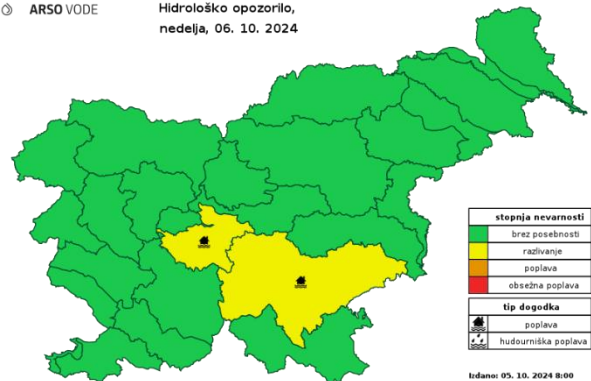 ARSO VODE
Hidrološko opozorilo,
nedelja, 06. 10. 2024
stopnja nevarnosti
brez posebnosti
razlivanje
poplava
obsežna poplava
tip dogodka
poplava
hudourniška poplava
Izdano: 05. 10. 2024 8:00